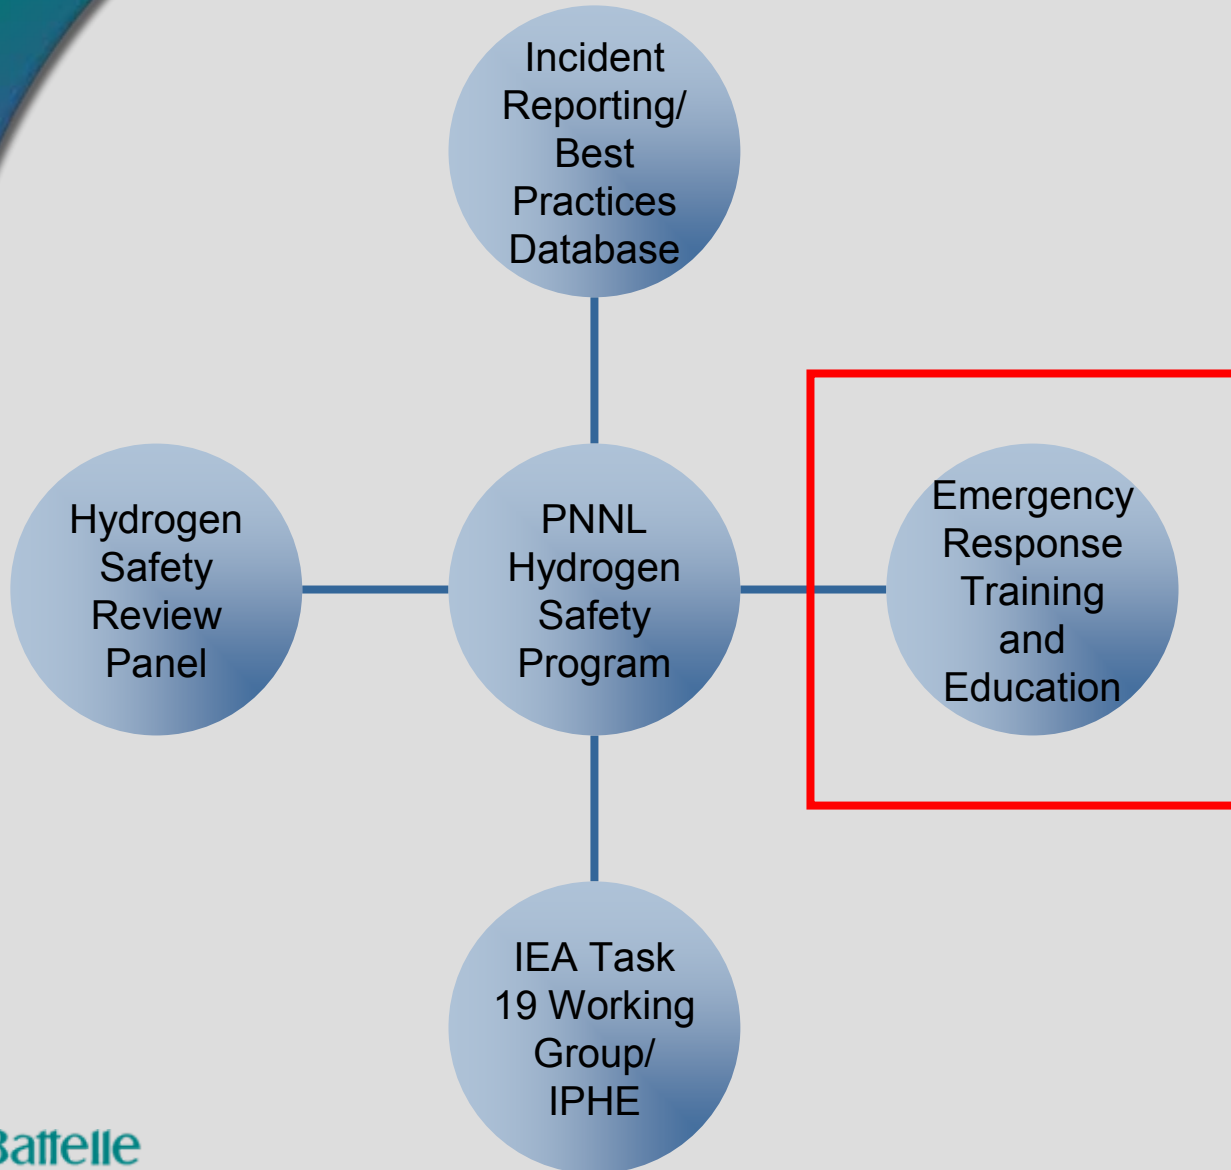 Incident
Reporting/
Best
Practices
Database
Hydrogen
Safety
Review
Panel
PNNL
Hydrogen
Safety
Program
Emergency
Response
Training
and
Education
IEA Task
19 Working
Group/
IPHE
Battelle